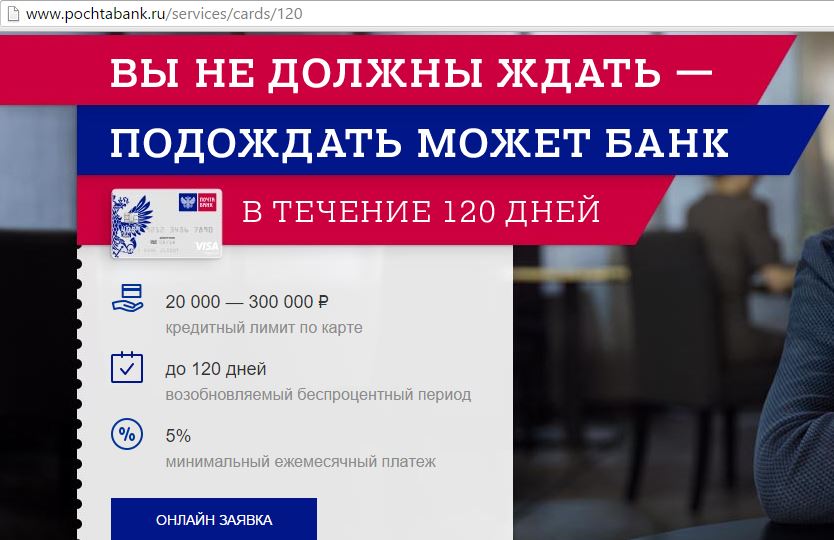 www.pochtabank.ru/services/cards/120
ВЫ НЕ ДОЛЖНЫ ЖДАТЬ —
ПОДОЖДАТЬ МОЖЕТ БАНК
В ТЕЧЕНИЕ 120 ДНЕЙ
ПОЧТА
БАНК
3456 7890
VISA
20 000 — 300 000 ₽
кредитный лимит по карте
до 120 дней
возобновляемый беспроцентный период
5%
минимальный ежемесячный платеж
ОНЛАЙН ЗАЯВКА